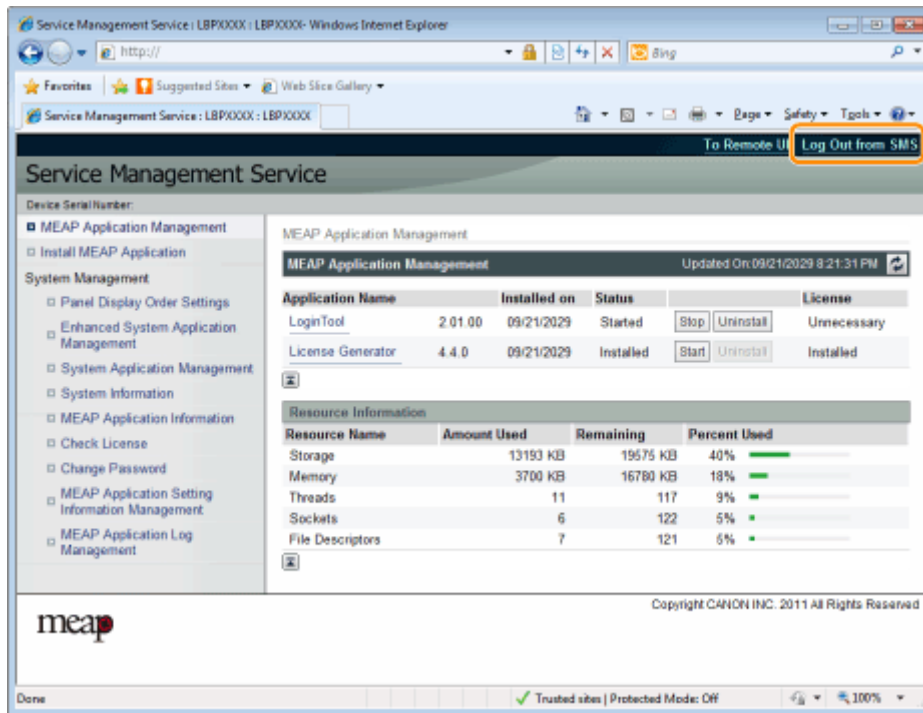 Service Management Service : LBPXXXX : LBPXXXX- Windows Internet Explorer
http://
Bing
Favorites Suggested Sites Web Slice Gallery
Service Management Service : LBPXXXX : LBPXXXX
Page Safety Tools
To Remote UI Log Out from SMS
Service Management Service
Device Serial Number:
MEAP Application Management
Install MEAP Application
System Management
Panel Display Order Settings
Enhanced System Application
Management
System Application Management
System Information
MEAP Application Information
Check License
Change Password
MEAP Application Setting
Information Management
MEAP Application Log
Management
MEAP Application Management
MEAP Application Management Updated On:09/21/2029 8:21:31 PM
Application Name Installed on Status License
LoginTool 2.01.00 09/21/2029 Started Stop Uninstall Unnecessary
License Generator 4.4.0 09/21/2029 Installed Start Uninstall Installed
Resource Information
Resource Name Amount Used Remaining Percent Used
Storage 13193 KB 19575 KB 40%
Memory 3700 KB 16780 KB 18%
Threads 11 117 9%
Sockets 6 122 5%
File Descriptors 7 121 6%
Copyright CANON INC. 2011 All Rights Reserved
meap
Done Trusted sites | Protected Mode: Off 100%